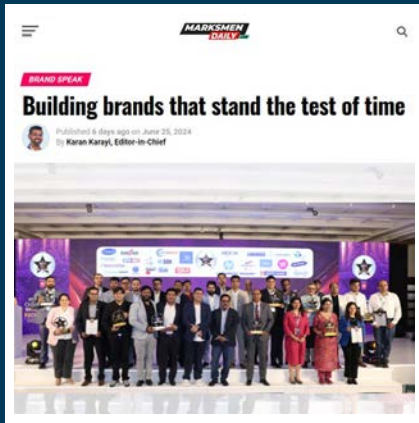 MARKSMEN
DAILY
BRAND SPEAK
Building brands that stand the test of time
Published 6 days ago on June 25, 2024
By Karan Karayi, Editor-in-Chief